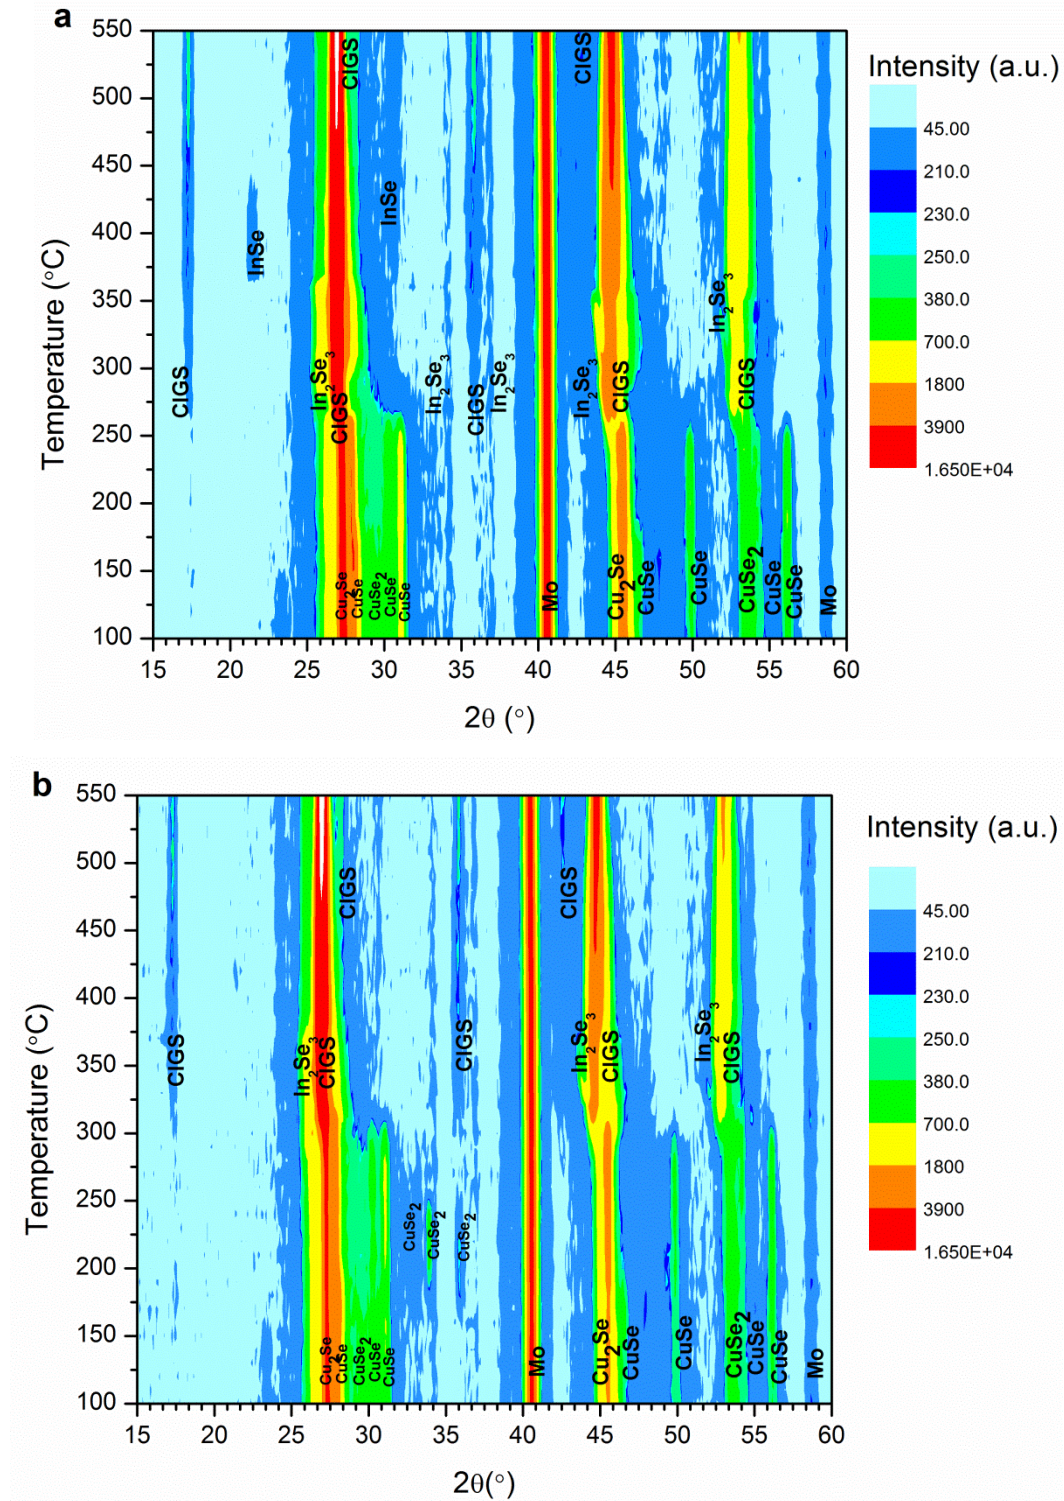 a
Intensity (a.u.)
45.00
210.0
230.0
250.0
380.0
700.0
1800
3900
1.650E+04
Temperature (°C)
550
500
450
400
350
300
250
200
150
100
CIGS
CIGS
InSe
InSe
In2Se3
CIGS
In2Se3
CIGS
In2Se3
CIGS
In2Se3
In2Se3
CIGS
In2Se3
CIGS
Cu2Se
CuSe
CuSe2
CuSe
CuSe
Mo
Cu2Se
CuSe
CuSe
CuSe2
CuSe
CuSe
Mo
15 20 25 30 35 40 45 50 55 60
2θ (°)
b
Intensity (a.u.)
45.00
210.0
230.0
250.0
380.0
700.0
1800
3900
1.650E+04
Temperature (°C)
550
500
450
400
350
300
250
200
150
100
CIGS
CIGS
CIGS
In2Se3
CIGS
CIGS
In2Se3
CIGS
In2Se3
CIGS
CuSe2
CuSe2
CuSe2
Cu2Se
CuSe
CuSe2
CuSe
CuSe
Mo
Cu2Se
CuSe
CuSe
CuSe2
CuSe
CuSe
Mo
15 20 25 30 35 40 45 50 55 60
2θ(°)